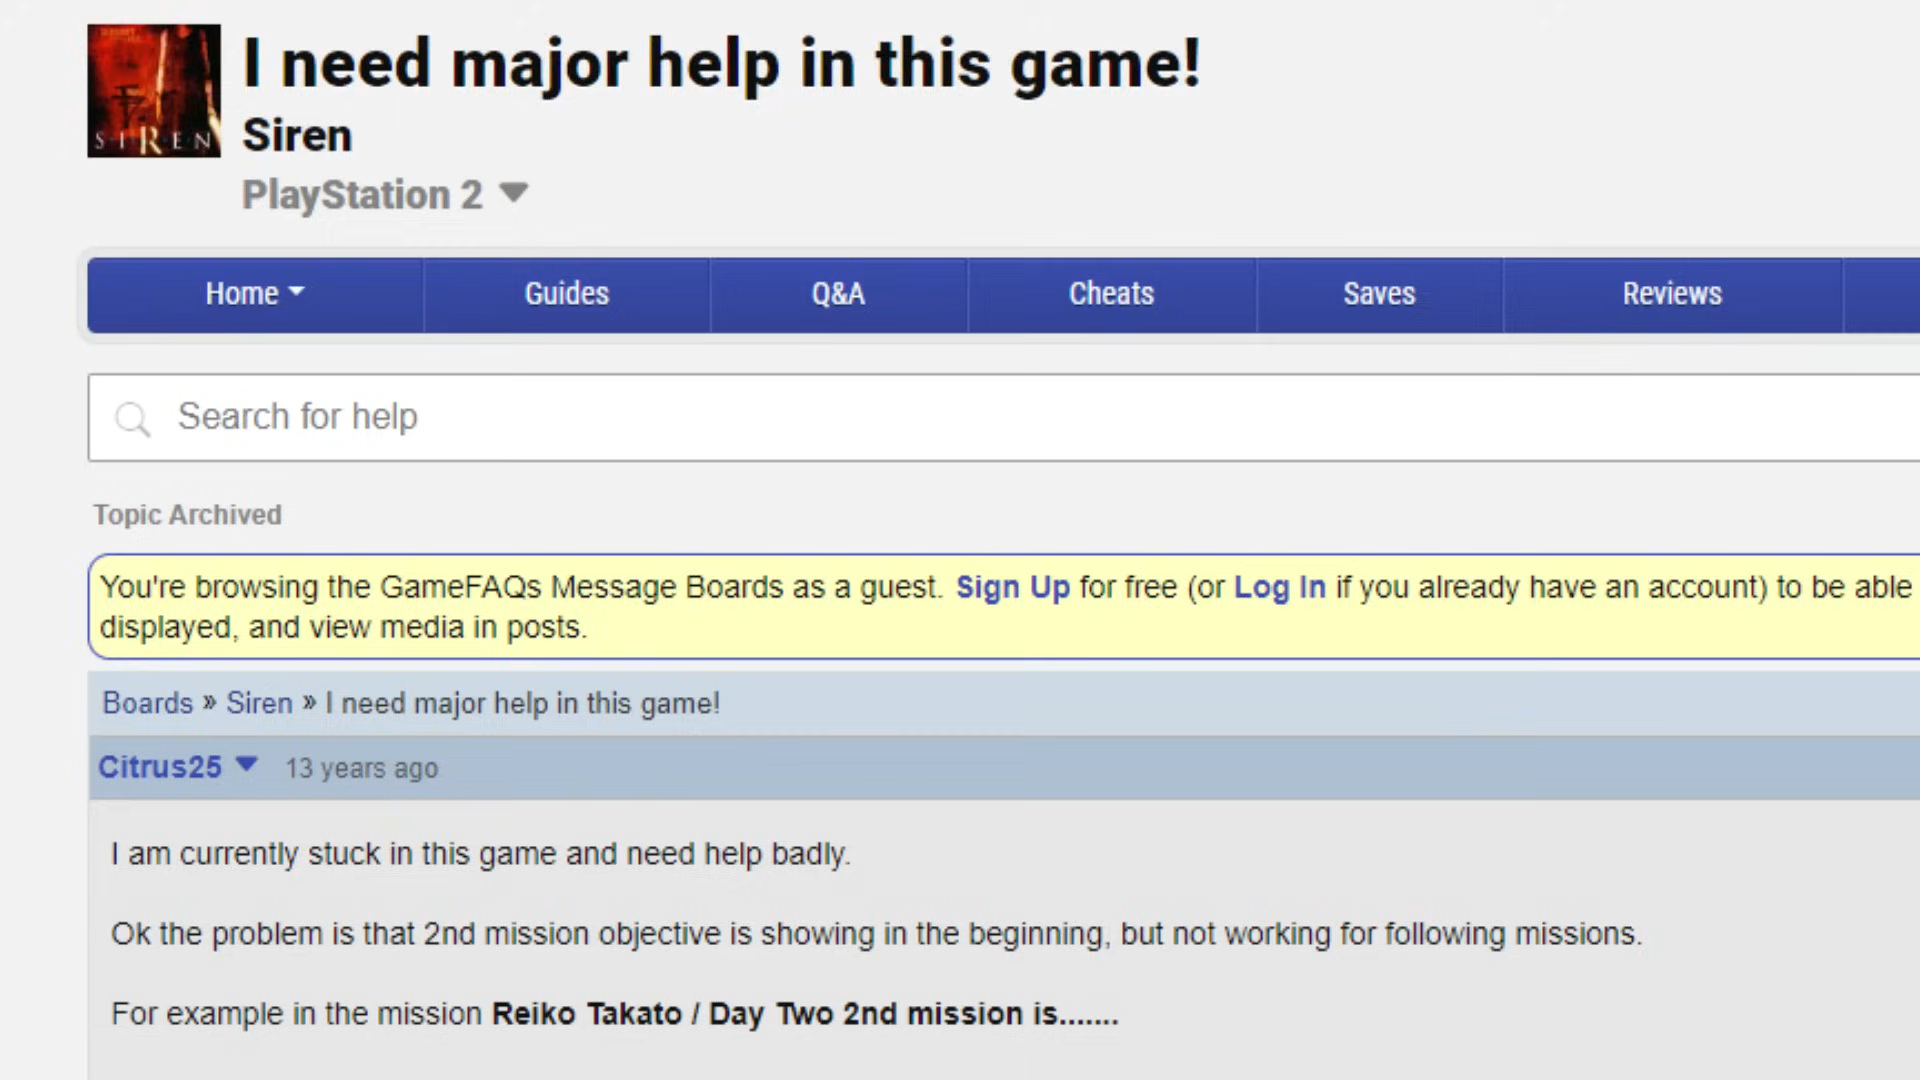 I need major help in this game!
SIREN
Siren
PlayStation 2
Home
Guides
Q&A
Cheats
Saves
Reviews
Search for help
Topic Archived
You're browsing the GameFAQs Message Boards as a guest. Sign Up for free (or Log In if you already have an account) to be able
displayed, and view media in posts.
Boards » Siren » I need major help in this game!
Citrus25 13 years ago
I am currently stuck in this game and need help badly.
Ok the problem is that 2nd mission objective is showing in the beginning, but not working for following missions.
For example in the mission Reiko Takato / Day Two 2nd mission is.......